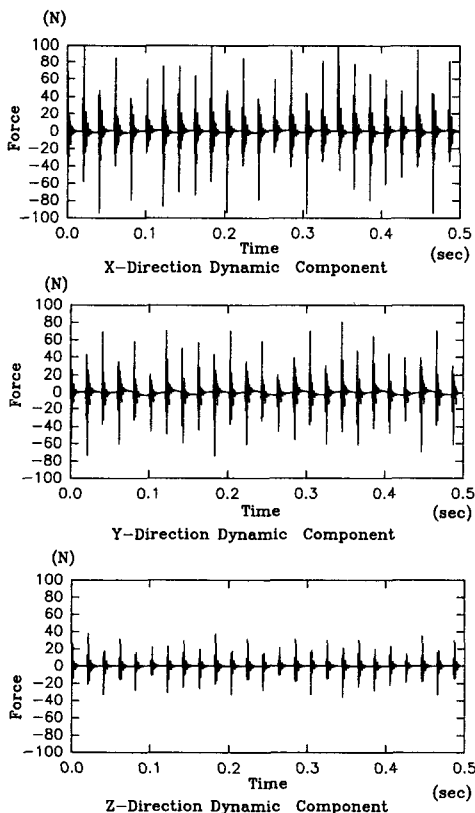 (N)
100
80
60
40
20
0
-20
-40
-60
-80
-100
Force
0.0 0.1 0.2 0.3 0.4 0.5
Time
(sec)
X-Direction Dynamic Component
(N)
100
80
60
40
20
0
-20
-40
-60
-80
-100
Force
0.0 0.1 0.2 0.3 0.4 0.5
Time
(sec)
Y-Direction Dynamic Component
(N)
100
80
60
40
20
0
-20
-40
-60
-80
-100
Force
0.0 0.1 0.2 0.3 0.4 0.5
Time
(sec)
Z-Direction Dynamic Component